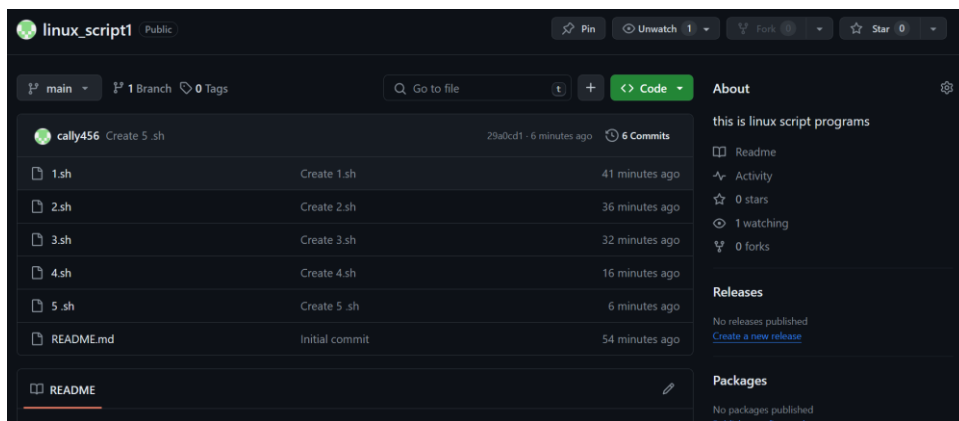 linux_script1 Public
Pin Unwatch 1 Fork 0 Star 0
main 1 Branch 0 Tags Go to file t + Code
cally456 Create 5 .sh 29a0cd1 · 6 minutes ago 6 Commits
1.sh Create 1.sh 41 minutes ago
2.sh Create 2.sh 36 minutes ago
3.sh Create 3.sh 32 minutes ago
4.sh Create 4.sh 16 minutes ago
5 .sh Create 5 .sh 6 minutes ago
README.md Initial commit 54 minutes ago
README
About
this is linux script programs
Readme
Activity
0 stars
1 watching
0 forks
Releases
No releases published
Create a new release
Packages
No packages published